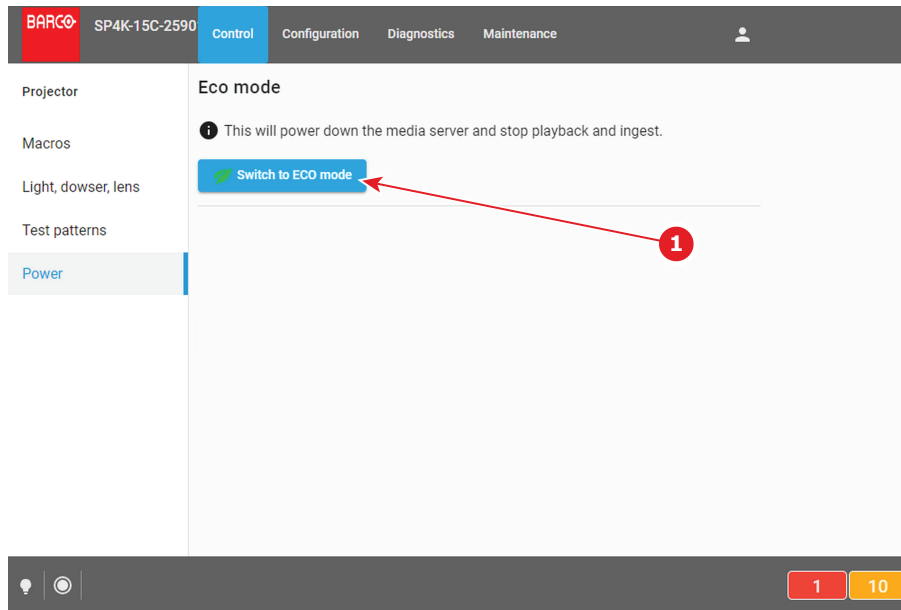 BARCO
SP4K-15C-2590
Control
Configuration
Diagnostics
Maintenance
Projector
Macros
Light, dowser, lens
Test patterns
Power
Eco mode
This will power down the media server and stop playback and ingest.
Switch to ECO mode
1
1
10